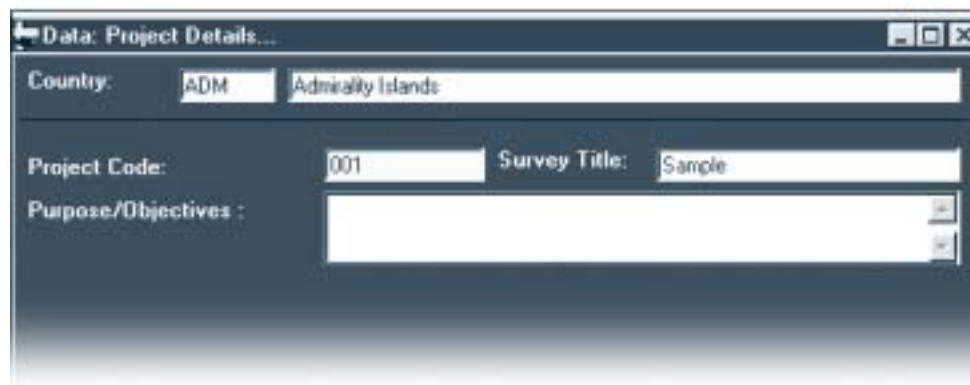 Data: Project Details...
Country: ADM Admirality Islands
Project Code: 001 Survey Title: Sample
Purpose/Objectives :